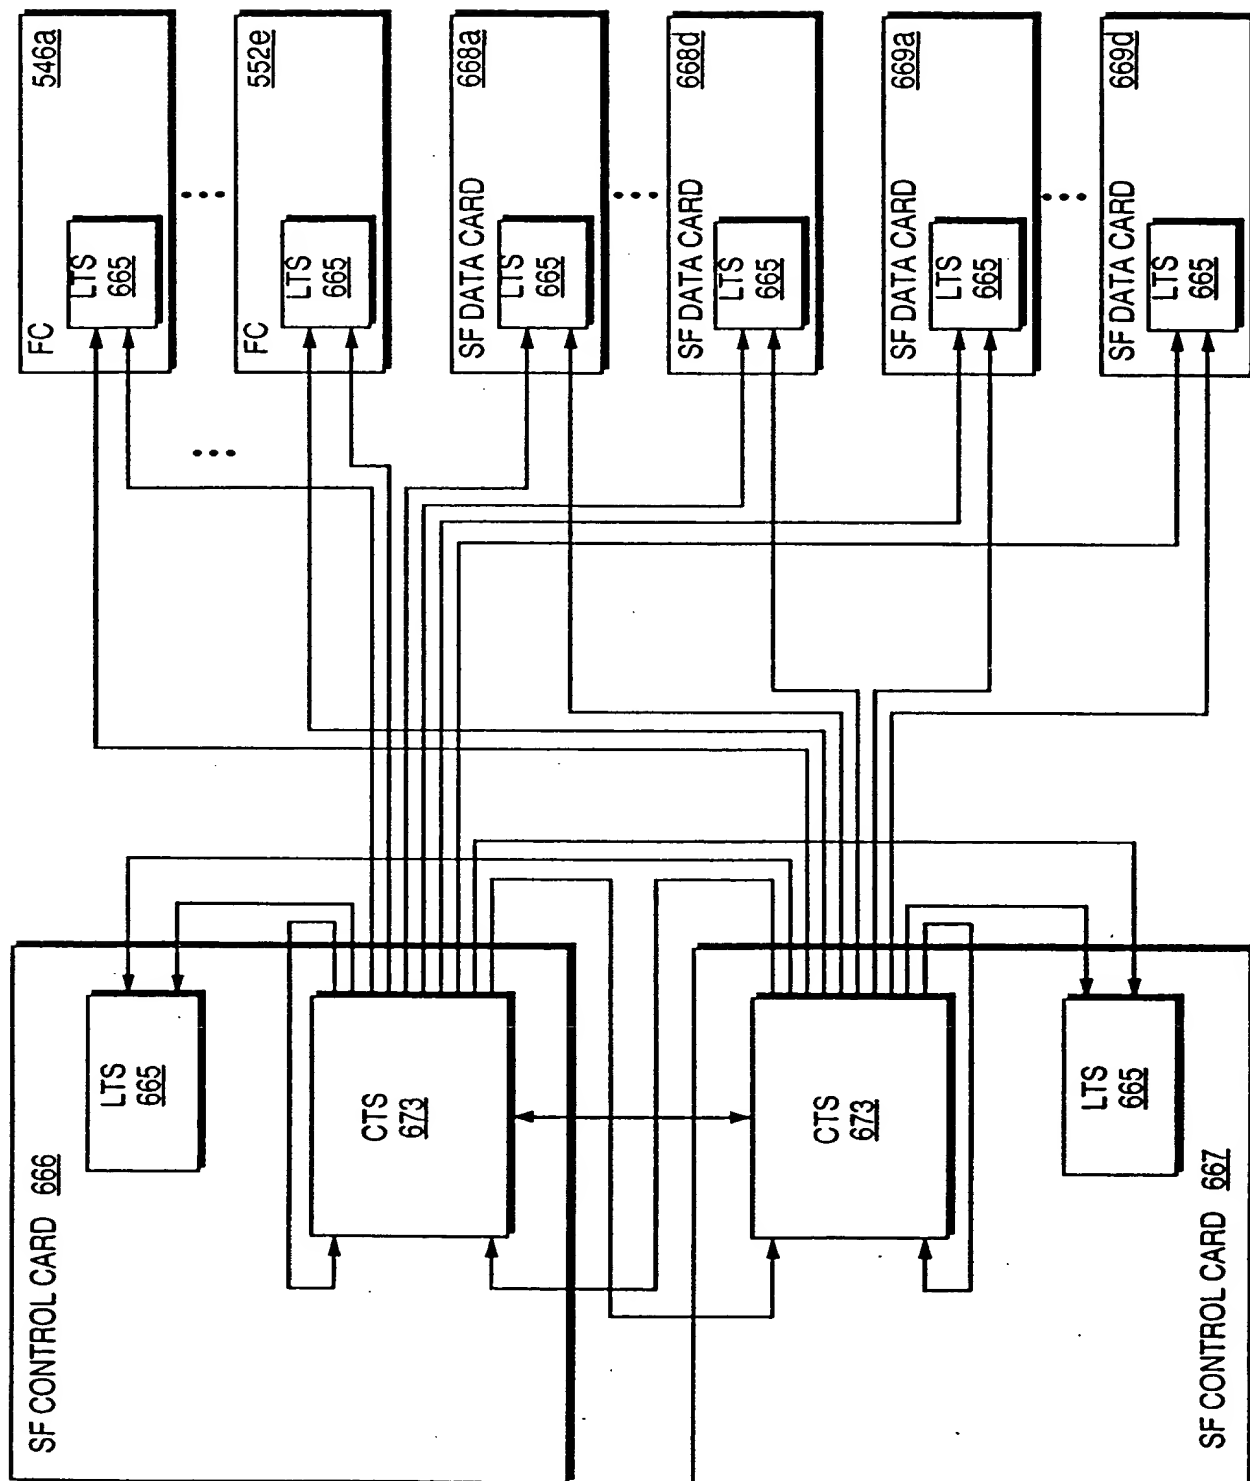 546a
FC
LTS
665
552e
FC
LTS
665
668a
SF DATA CARD
LTS
665
668d
SF DATA CARD
LTS
665
669a
SF DATA CARD
LTS
665
669d
SF DATA CARD
LTS
665
SF CONTROL CARD 666
LTS
665
CTS
673
CTS
673
LTS
665
SF CONTROL CARD 667